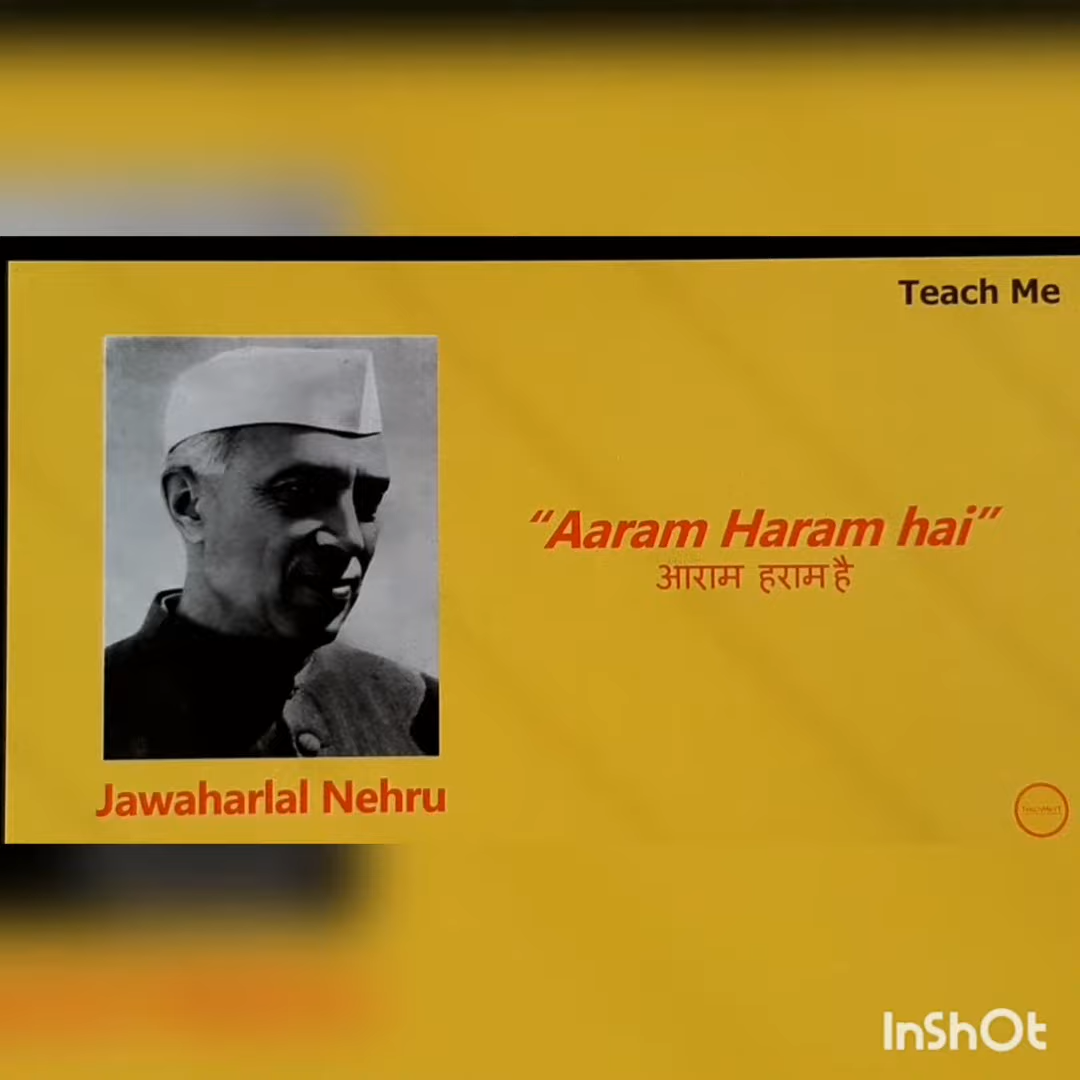 Teach Me
“Aaram Haram hai”
आराम हराम है
Jawaharlal Nehru
InShOt